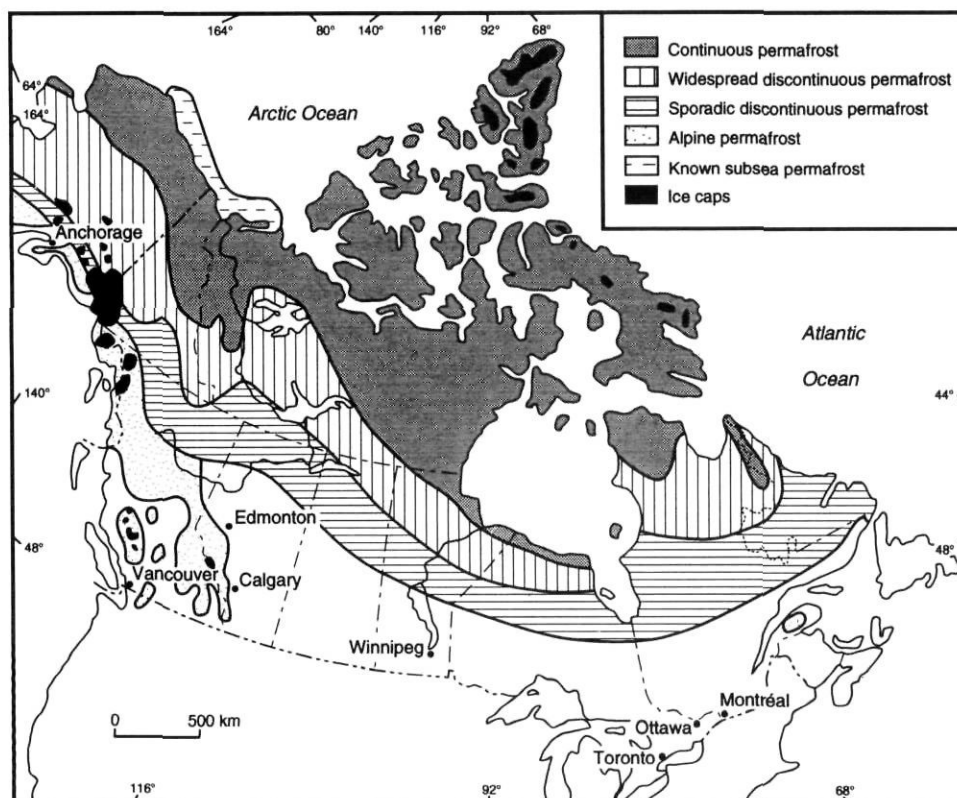 164° 80° 140° 116° 92° 68°
64°
164°
Arctic Ocean
Continuous permafrost
Widespread discontinuous permafrost
Sporadic discontinuous permafrost
Alpine permafrost
Known subsea permafrost
Ice caps
Anchorage
Atlantic
Ocean
140°
44°
Edmonton
48°
48°
Vancouver
Calgary
Winnipeg
0 500 km
Montréal
Ottawa
Toronto
116° 92° 68°